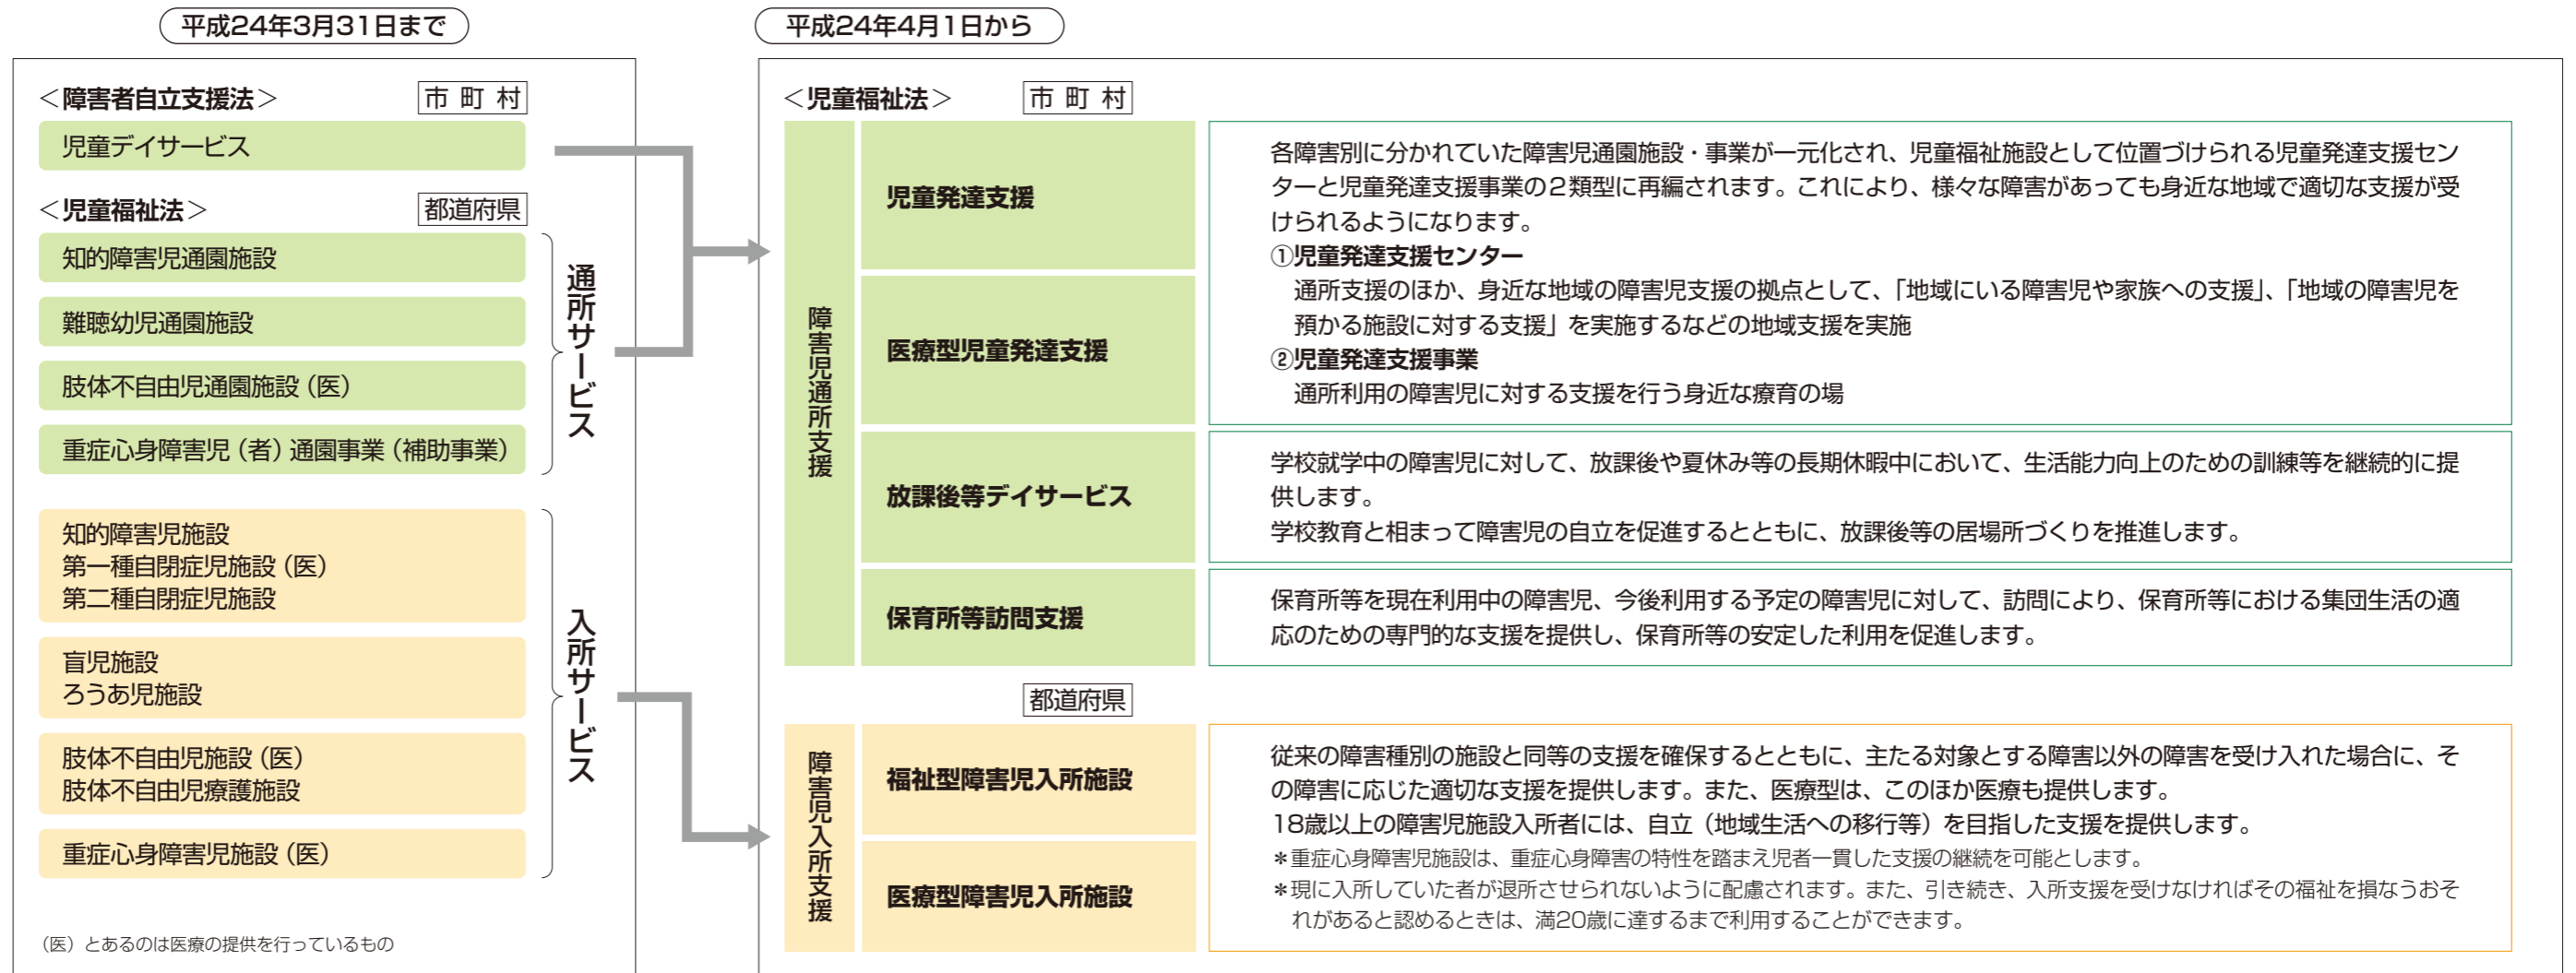 平成24年3月31日まで
＜障害者自立支援法＞
市 町 村
児童デイサービス
＜児童福祉法＞
都道府県
知的障害児通園施設
難聴幼児通園施設
肢体不自由児通園施設（医）
重症心身障害児（者）通園事業（補助事業）
通所サービス
知的障害児施設
第一種自閉症児施設（医）
第二種自閉症児施設
盲児施設
ろうあ児施設
肢体不自由児施設（医）
肢体不自由児療護施設
重症心身障害児施設（医）
入所サービス
（医）とあるのは医療の提供を行っているもの
平成24年4月1日から
＜児童福祉法＞
市 町 村
障害児通所支援
児童発達支援
医療型児童発達支援
各障害別に分かれていた障害児通園施設・事業が一元化され、児童福祉施設として位置づけられる児童発達支援セン
ターと児童発達支援事業の２類型に再編されます。これにより、様々な障害があっても身近な地域で適切な支援が受
けられるようになります。
①児童発達支援センター
通所支援のほか、身近な地域の障害児支援の拠点として、「地域にいる障害児や家族への支援」、「地域の障害児を
預かる施設に対する支援」を実施するなどの地域支援を実施
②児童発達支援事業
通所利用の障害児に対する支援を行う身近な療育の場
放課後等デイサービス
学校就学中の障害児に対して、放課後や夏休み等の長期休暇中において、生活能力向上のための訓練等を継続的に提
供します。
学校教育と相まって障害児の自立を促進するとともに、放課後等の居場所づくりを推進します。
保育所等訪問支援
保育所等を現在利用中の障害児、今後利用する予定の障害児に対して、訪問により、保育所等における集団生活の適
応のための専門的な支援を提供し、保育所等の安定した利用を促進します。
都道府県
障害児入所支援
福祉型障害児入所施設
医療型障害児入所施設
従来の障害種別の施設と同等の支援を確保するとともに、主たる対象とする障害以外の障害を受け入れた場合に、そ
の障害に応じた適切な支援を提供します。また、医療型は、このほか医療も提供します。
18歳以上の障害児施設入所者には、自立（地域生活への移行等）を目指した支援を提供します。
＊重症心身障害児施設は、重症心身障害の特性を踏まえ児者一貫した支援の継続を可能とします。
＊現に入所していた者が退所させられないように配慮されます。また、引き続き、入所支援を受けなければその福祉を損なうおそ
れがあると認めるときは、満20歳に達するまで利用することができます。